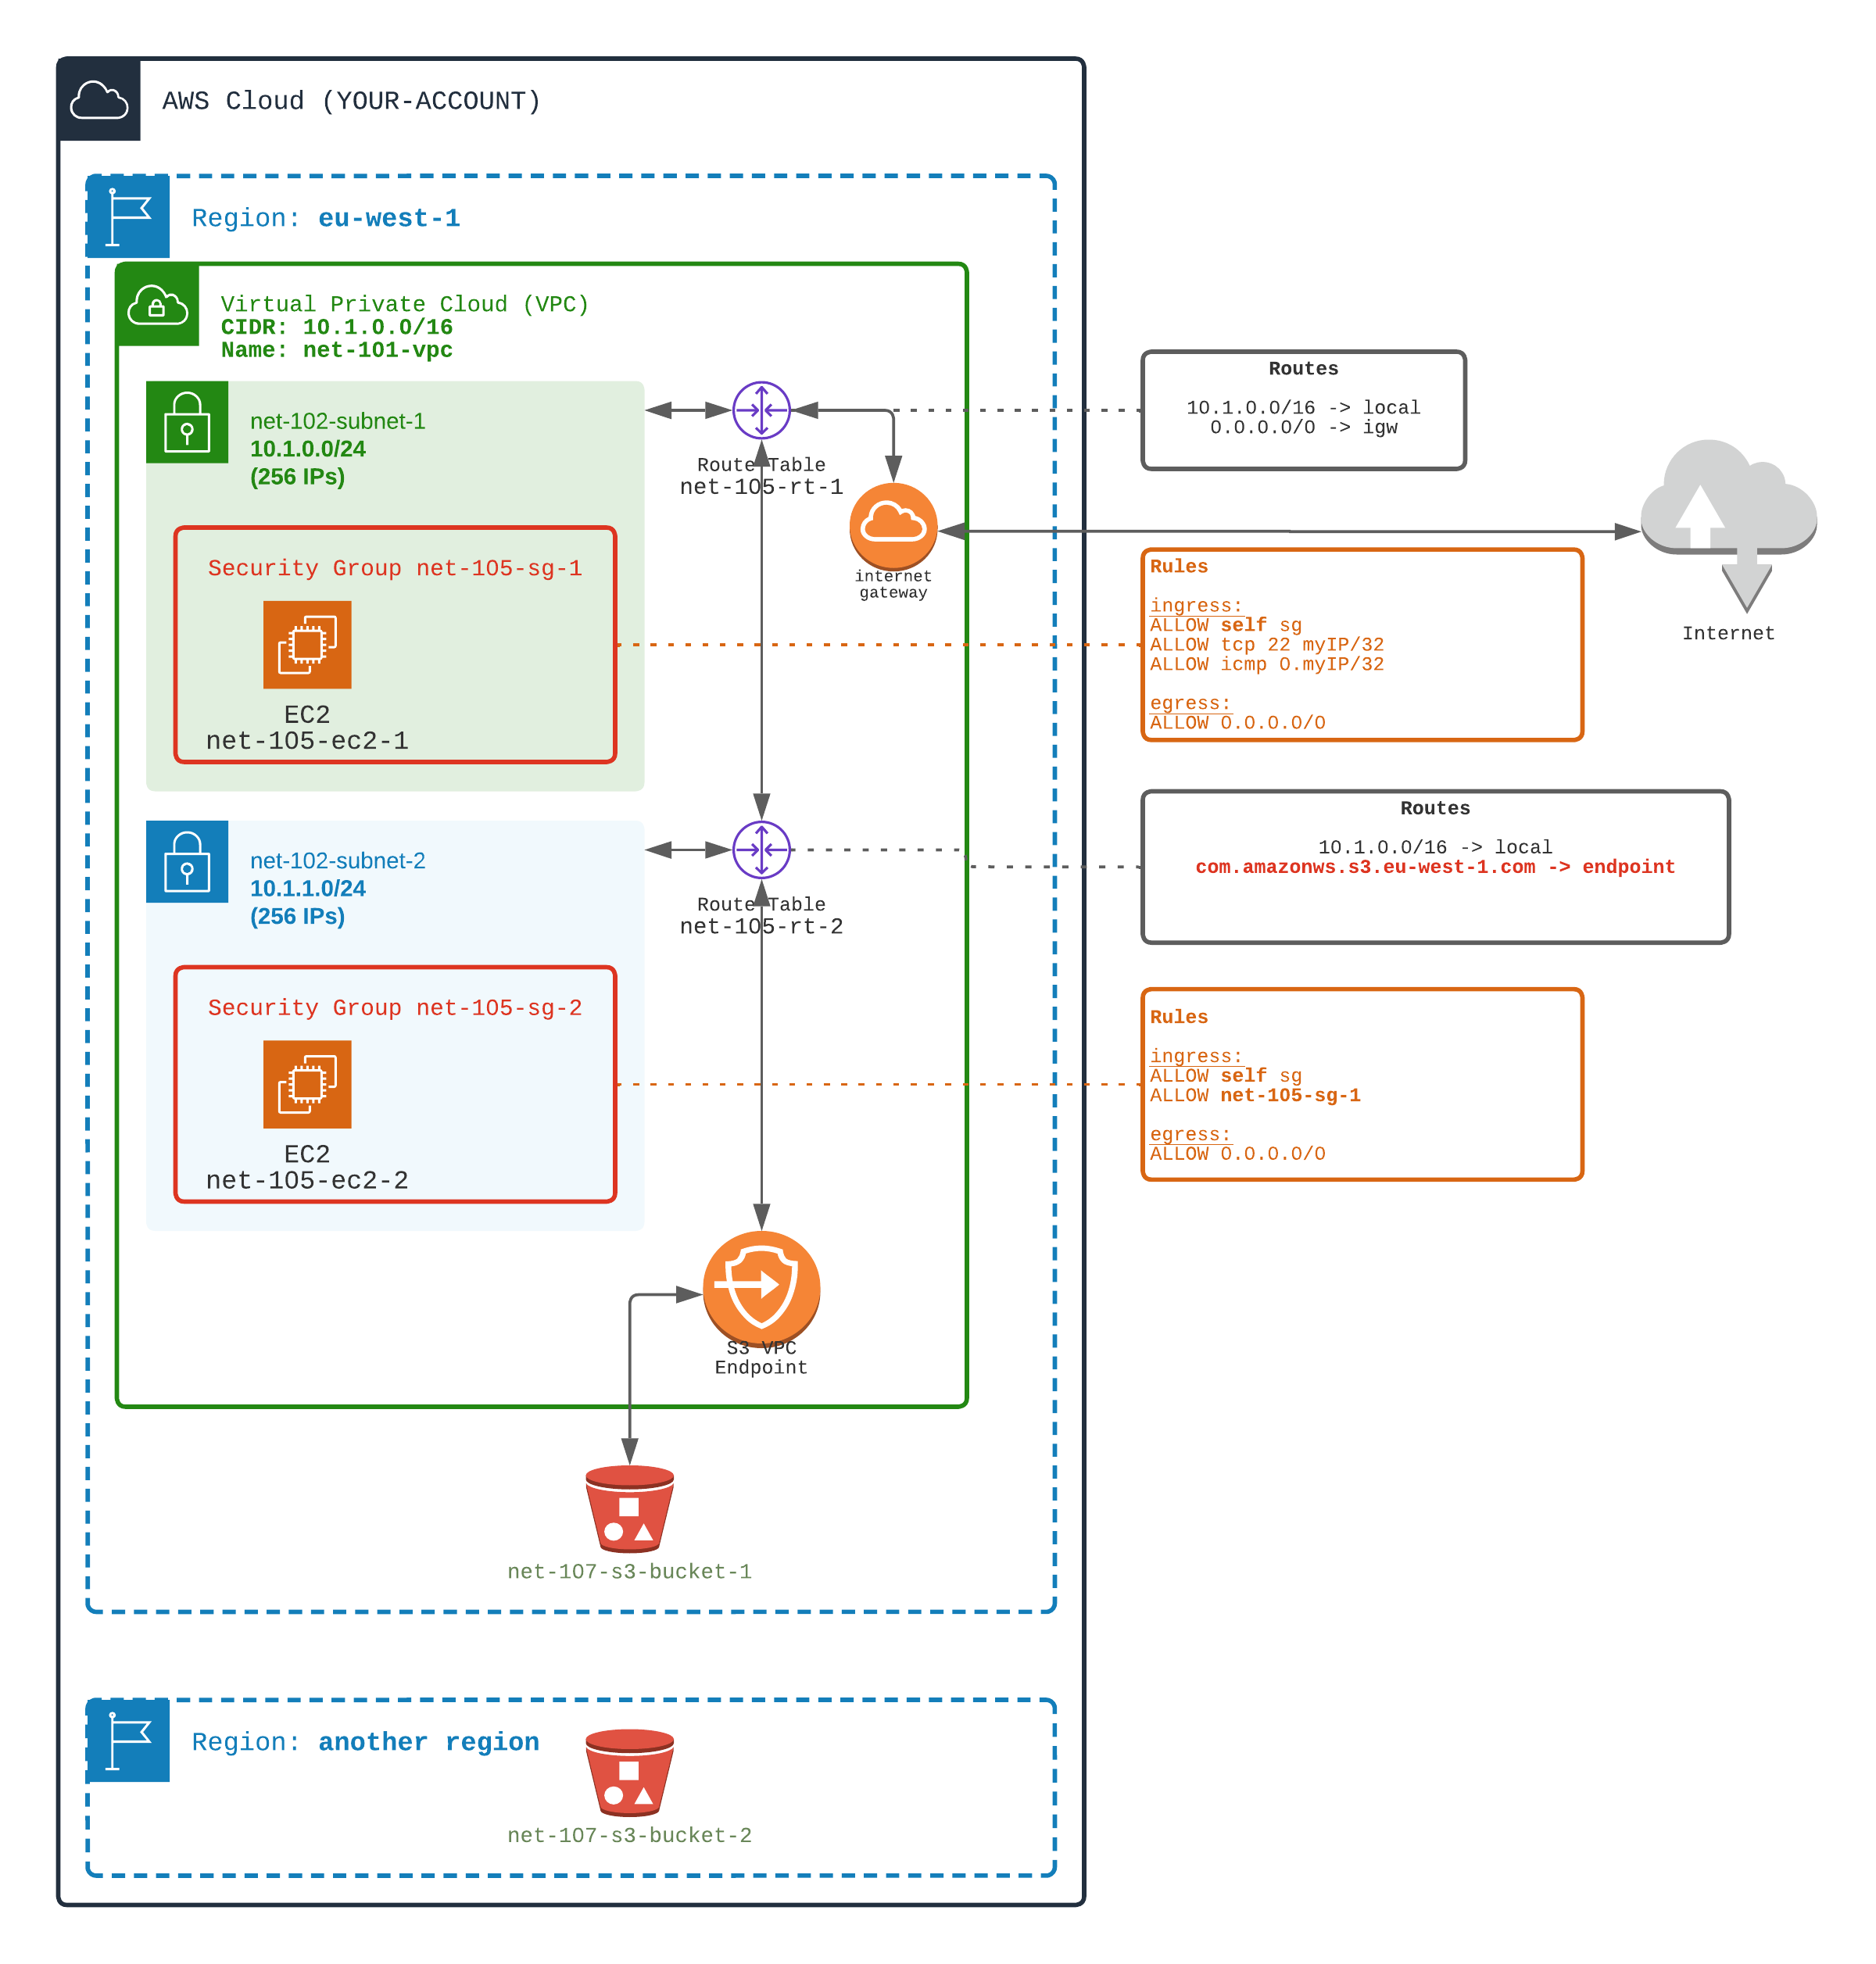 AWS Cloud (YOUR-ACCOUNT)
Region: eu-west-1
Virtual Private Cloud (VPC)
CIDR: 10.1.0.0/16
Name: net-101-vpc
net-102-subnet-1
10.1.0.0/24
(256 IPs)
Route Table
net-105-rt-1
Routes
10.1.0.0/16 -> local
0.0.0.0/0 -> igw
internet
gateway
Internet
Security Group net-105-sg-1
EC2
net-105-ec2-1
Rules
ingress:
ALLOW self sg
ALLOW tcp 22 myIP/32
ALLOW icmp 0.myIP/32
egress:
ALLOW 0.0.0.0/0
net-102-subnet-2
10.1.1.0/24
(256 IPs)
Route Table
net-105-rt-2
Routes
10.1.0.0/16 -> local
com.amazonws.s3.eu-west-1.com -> endpoint
Security Group net-105-sg-2
EC2
net-105-ec2-2
Rules
ingress:
ALLOW self sg
ALLOW net-105-sg-1
egress:
ALLOW 0.0.0.0/0
S3 VPC
Endpoint
net-107-s3-bucket-1
Region: another region
net-107-s3-bucket-2